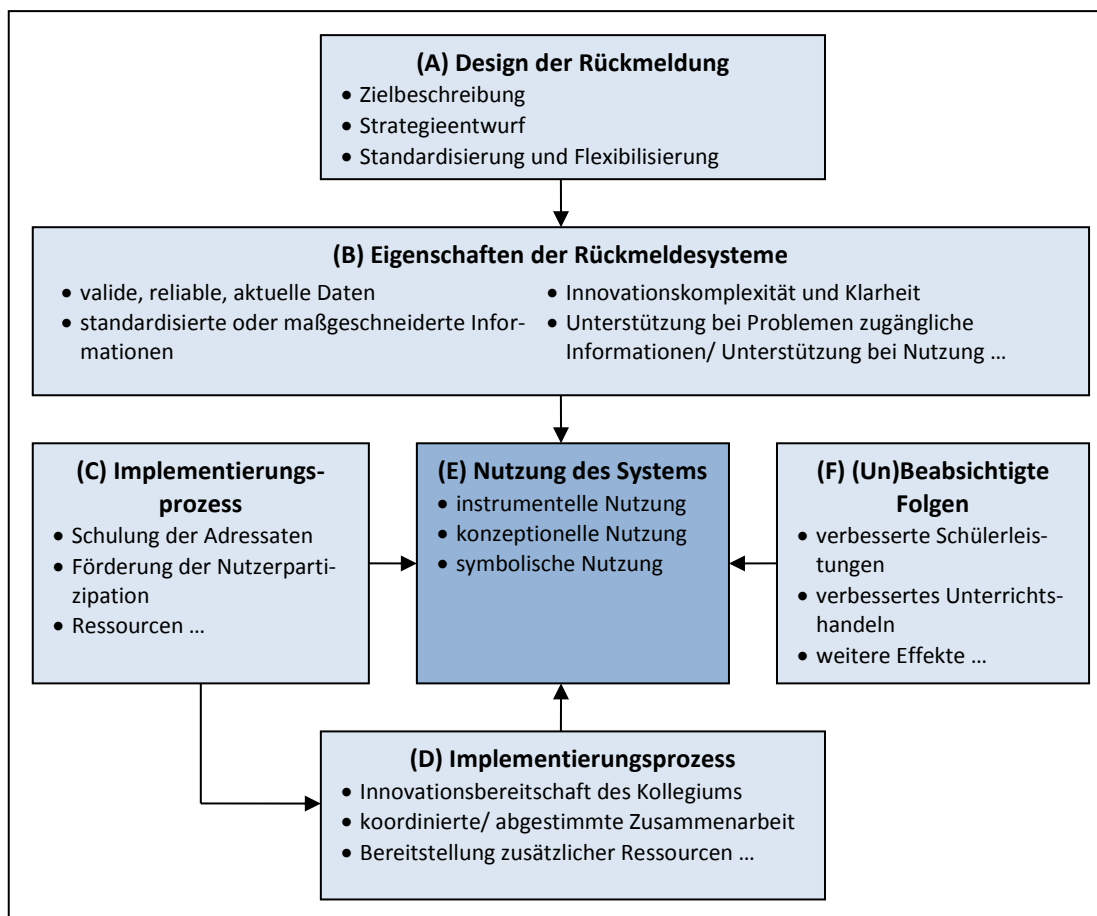 (A) Design der Rückmeldung
• Zielbeschreibung
• Strategieentwurf
• Standardisierung und Flexibilisierung
(B) Eigenschaften der Rückmeldesysteme
• valide, reliable, aktuelle Daten
• standardisierte oder maßgeschneiderte Infor-
mationen
• Innovationskomplexität und Klarheit
• Unterstützung bei Problemen zugängliche
Informationen/ Unterstützung bei Nutzung …
(C) Implementierungs-
prozess
• Schulung der Adressaten
• Förderung der Nutzerparti-
zipation
• Ressourcen …
(E) Nutzung des Systems
• instrumentelle Nutzung
• konzeptionelle Nutzung
• symbolische Nutzung
(F) (Un)Beabsichtigte
Folgen
• verbesserte Schülerleis-
tungen
• verbessertes Unterrichts-
handeln
• weitere Effekte …
(D) Implementierungsprozess
• Innovationsbereitschaft des Kollegiums
• koordinierte/ abgestimmte Zusammenarbeit
• Bereitstellung zusätzlicher Ressourcen …